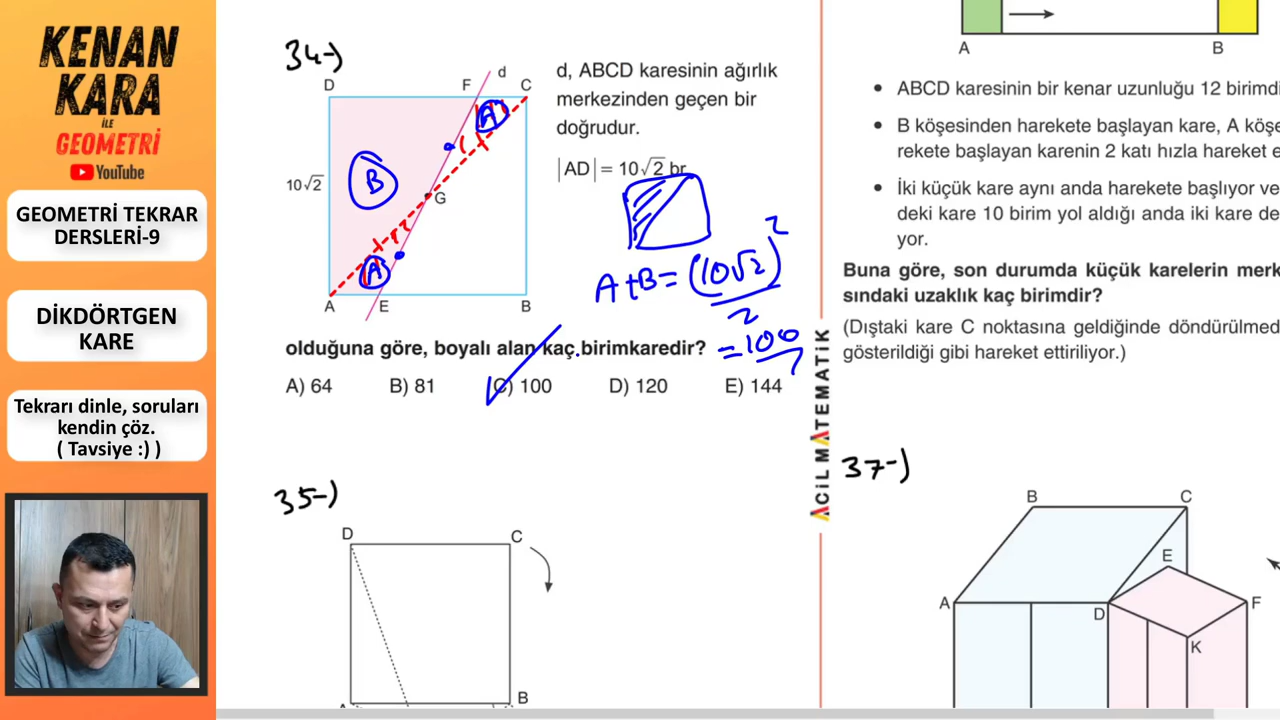 KENAN
KARA
İLE
GEOMETRİ
YouTube
GEOMETRİ TEKRAR
DERSLERİ-9
DİKDÖRTGEN
KARE
Tekrarı dinle, soruları
kendin çöz.
( Tavsiye :) )
34-)
D
F
d
C
A
B
10√2
G
A
A
E
B
d, ABCD karesinin ağırlık
merkezinden geçen bir
doğrudur.
|AD| = 10√2 br
A+B = (10√2)²
2
= 100
olduğuna göre, boyalı alan kaç birimkaredir?
A) 64 B) 81 C) 100 D) 120 E) 144
35-)
D
C
A
B
ACİLMATEMATİK
A
B
• ABCD karesinin bir kenar uzunluğu 12 birimdi
• B köşesinden harekete başlayan kare, A köşe
rekete başlayan karenin 2 katı hızla hareket e
• İki küçük kare aynı anda harekete başlıyor ve
deki kare 10 birim yol aldığı anda iki kare de
yor.
Buna göre, son durumda küçük karelerin merk
sındaki uzaklık kaç birimdir?
(Dıştaki kare C noktasına geldiğinde döndürülmed
gösterildiği gibi hareket ettiriliyor.)
37-)
B
C
E
A
D
F
K